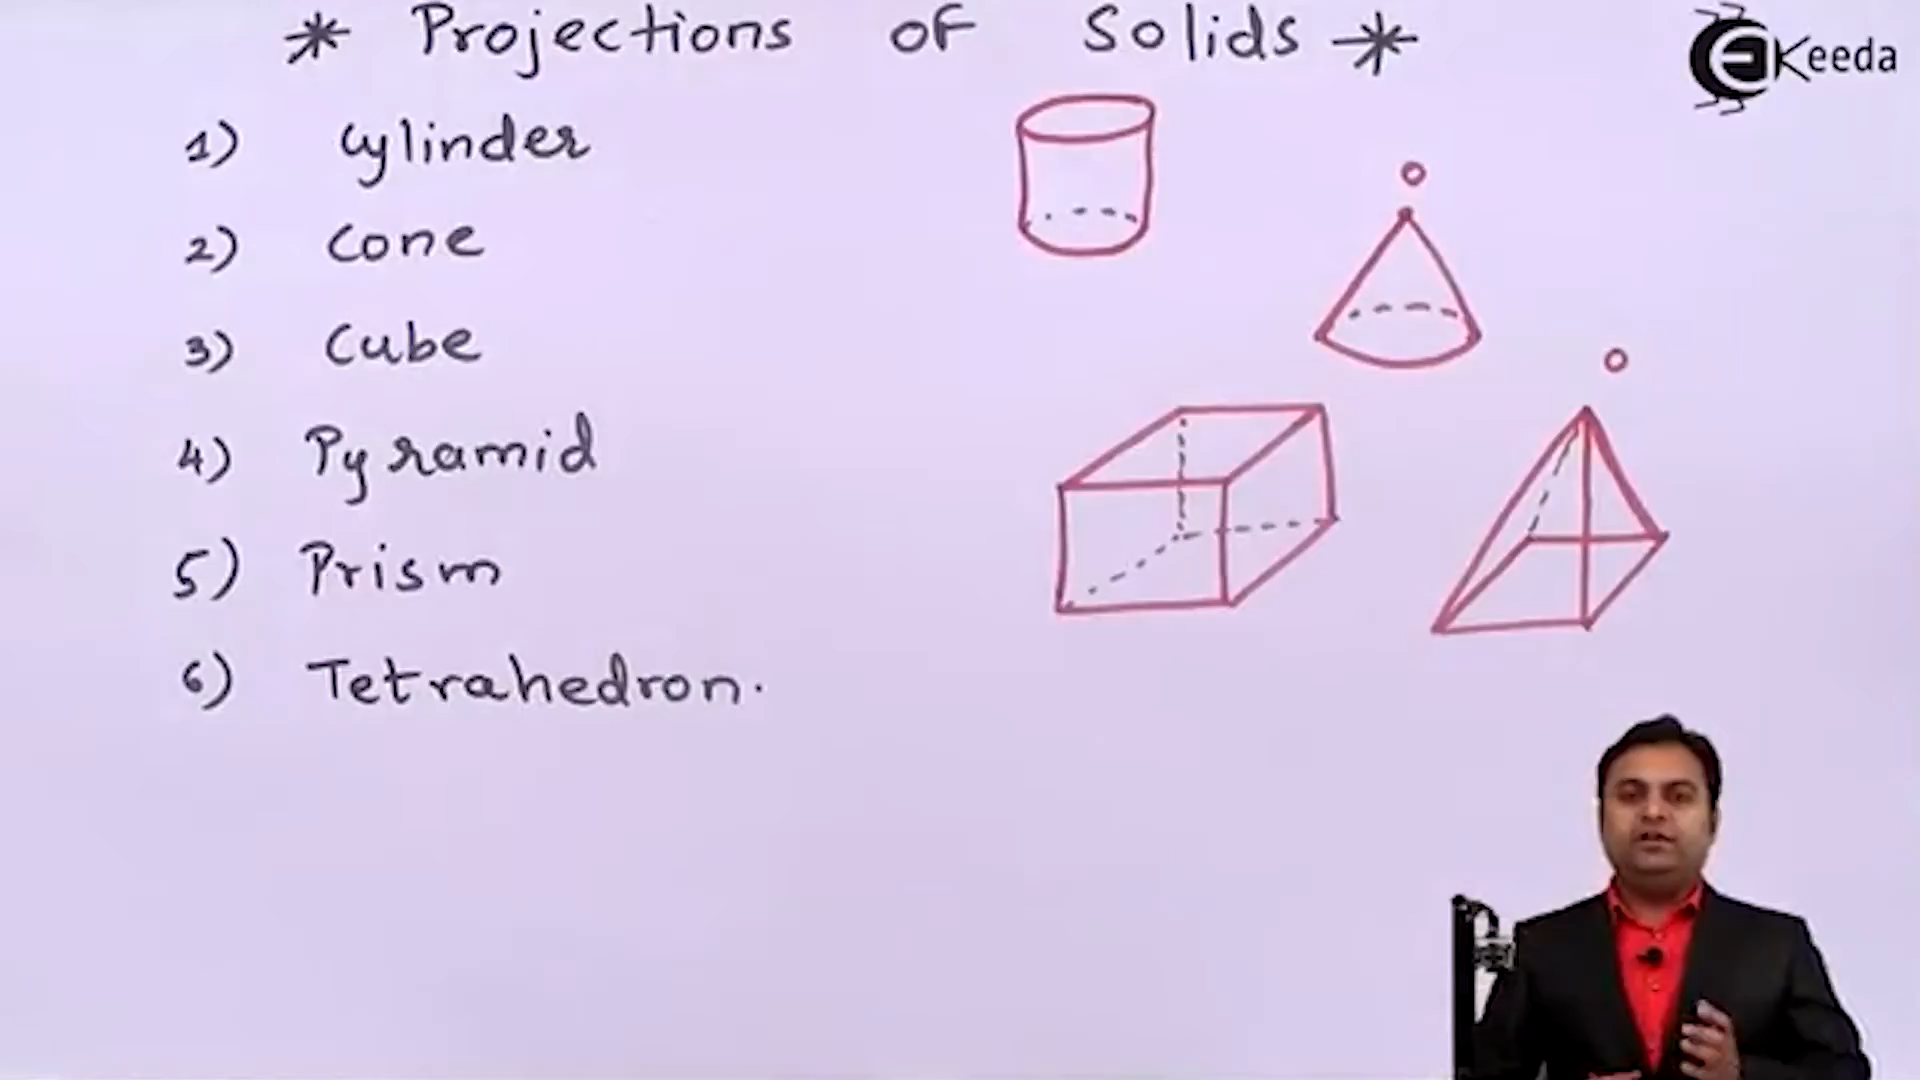 * Projections of Solids *
EKeeda
1) Cylinder
2) Cone
3) Cube
4) Pyramid
5) Prism
6) Tetrahedron.
o
o